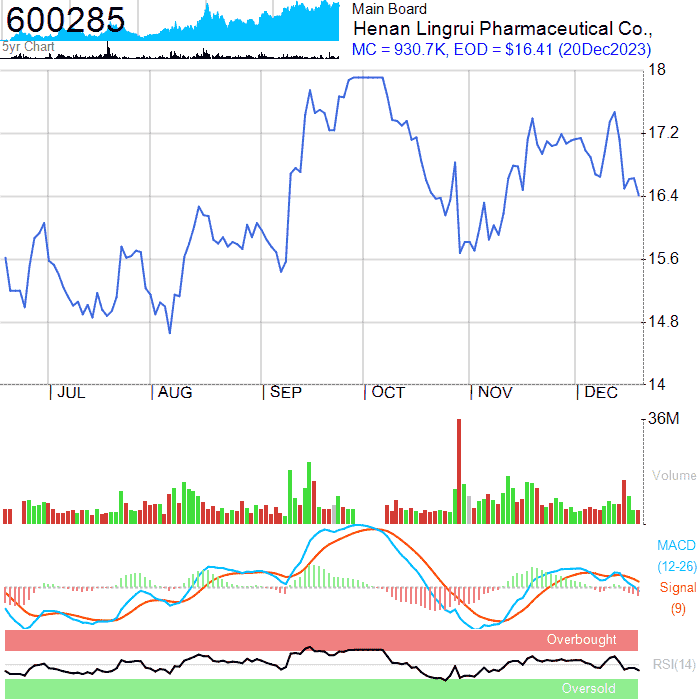 600285
5yr Chart
Main Board
Henan Lingrui Pharmaceutical Co.,
MC = 930.7K, EOD = $16.41 (20Dec2023)
18
17.2
16.4
15.6
14.8
14
JUL
AUG
SEP
OCT
NOV
DEC
36M
Volume
MACD
(12-26)
Signal
(9)
Overbought
RSI(14)
Oversold